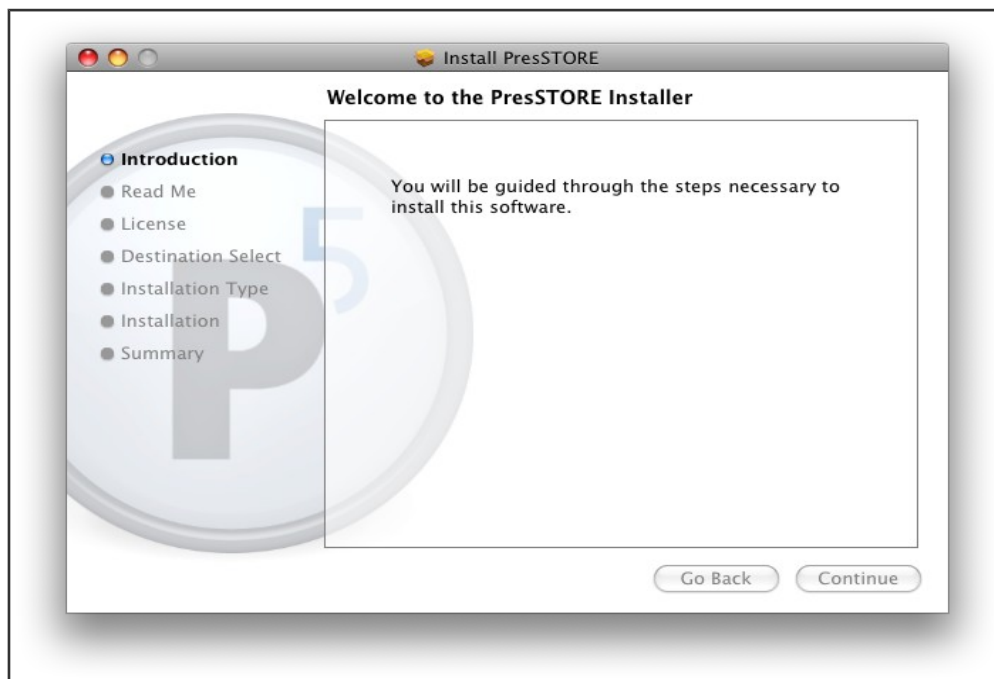 Install PresSTORE
Welcome to the PresSTORE Installer
Introduction
Read Me
License
Destination Select
Installation Type
Installation
Summary
P5
You will be guided through the steps necessary to
install this software.
Go Back
Continue